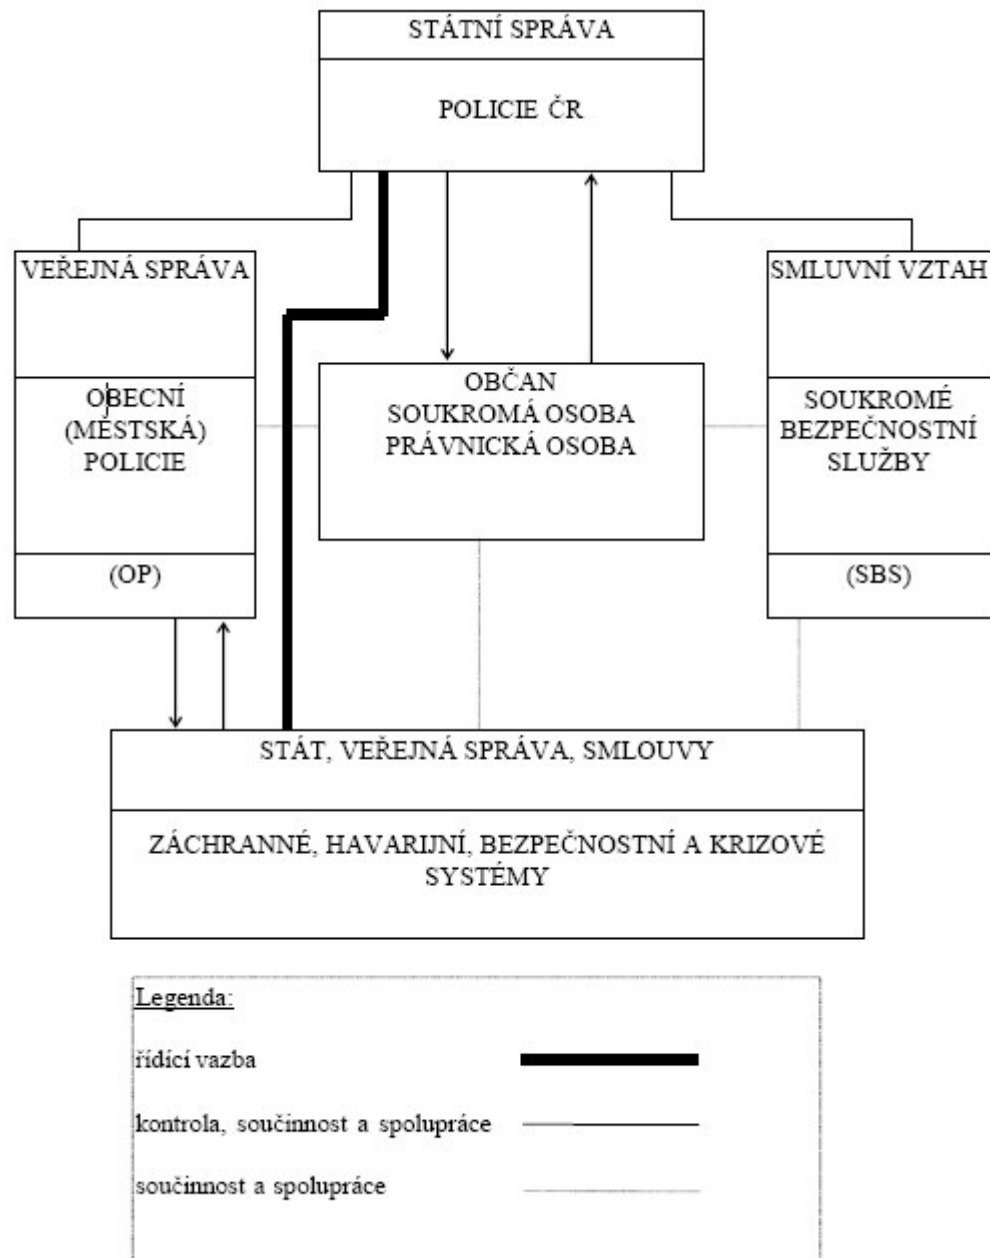 STÁTNÍ SPRÁVA
POLICIE ČR
VEŘEJNÁ SPRÁVA
OBECNÍ
(MĚSTSKÁ)
POLICIE
(OP)
OBČAN
SOUKROMÁ OSOBA
PRÁVNICKÁ OSOBA
SMLUVNÍ VZTAH
SOUKROMÉ
BEZPEČNOSTNÍ
SLUŽBY
(SBS)
STÁT, VEŘEJNÁ SPRÁVA, SMLOUVY
ZÁCHRANNÉ, HAVARIJNÍ, BEZPEČNOSTNÍ A KRIZOVÉ
SYSTÉMY
Legenda:
řídící vazba
kontrola, součinnost a spolupráce
součinnost a spolupráce